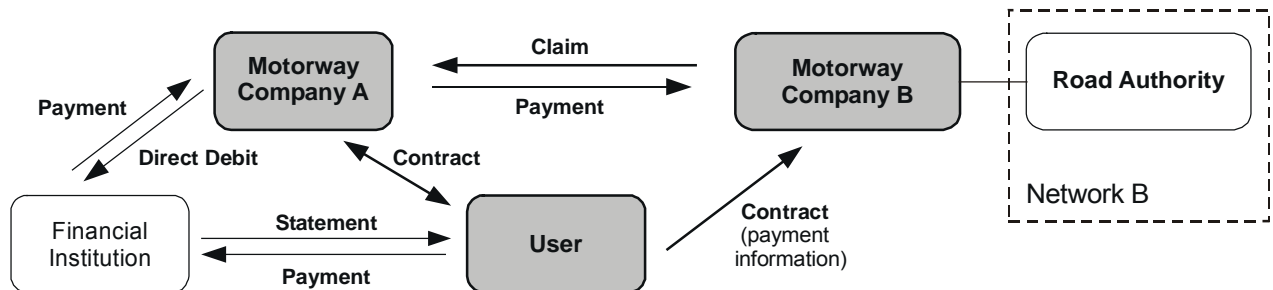 Claim
Motorway
Company A
Motorway
Company B
Road Authority
Payment
Payment
Direct Debit
Contract
Network B
Financial
Institution
Statement
User
Contract
(payment
information)
Payment